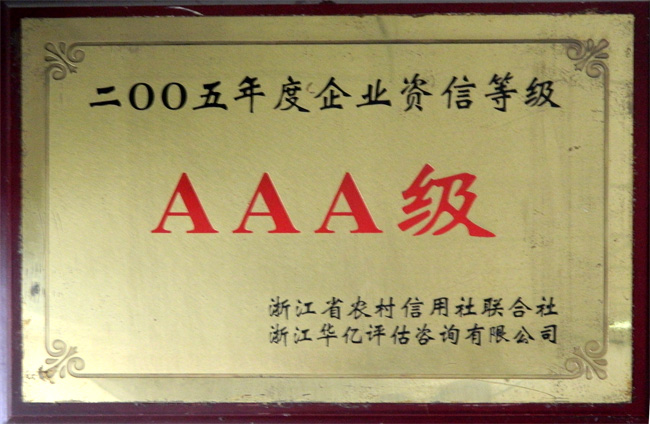 二OO五年度企业资信等级
AAA级
浙江省农村信用社联合社
浙江华亿评估咨询有限公司